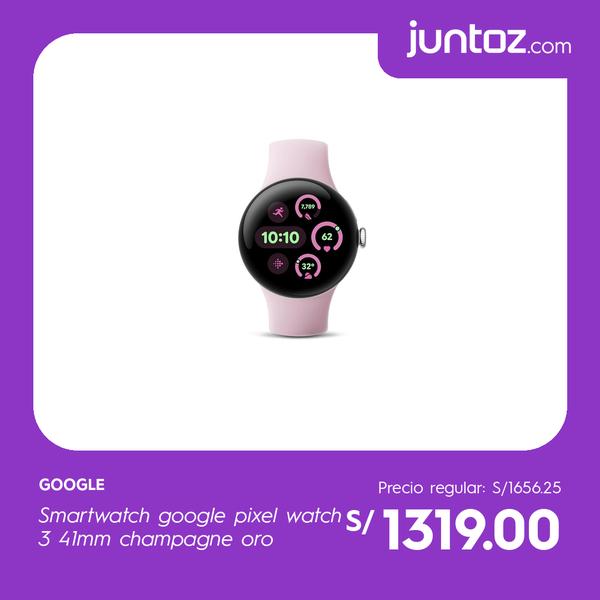 juntoz.com
7,789
10:10
62
32°
GOOGLE
Smartwatch google pixel watch
3 41mm champagne oro
Precio regular: S/1656.25
S/ 1319.00